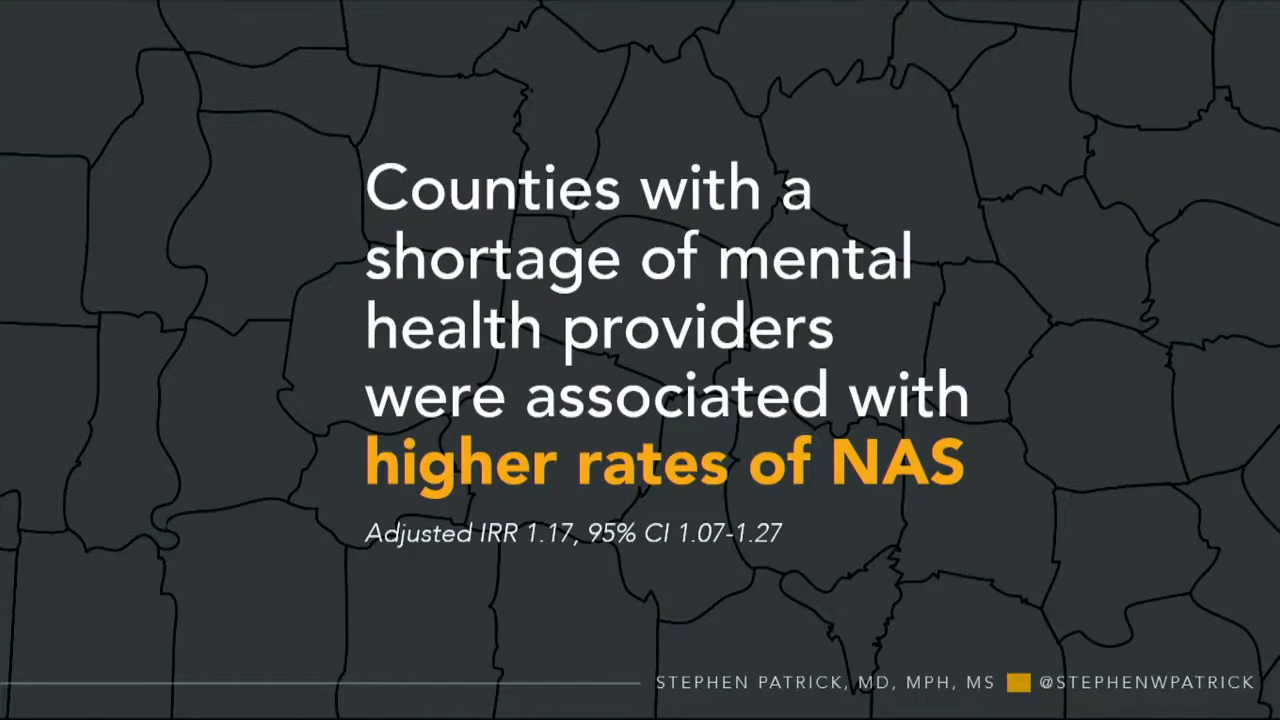 Counties with a
shortage of mental
health providers
were associated with
higher rates of NAS
Adjusted IRR 1.17, 95% CI 1.07-1.27
STEPHEN PATRICK, MD, MPH, MS @STEPHENWPATRICK